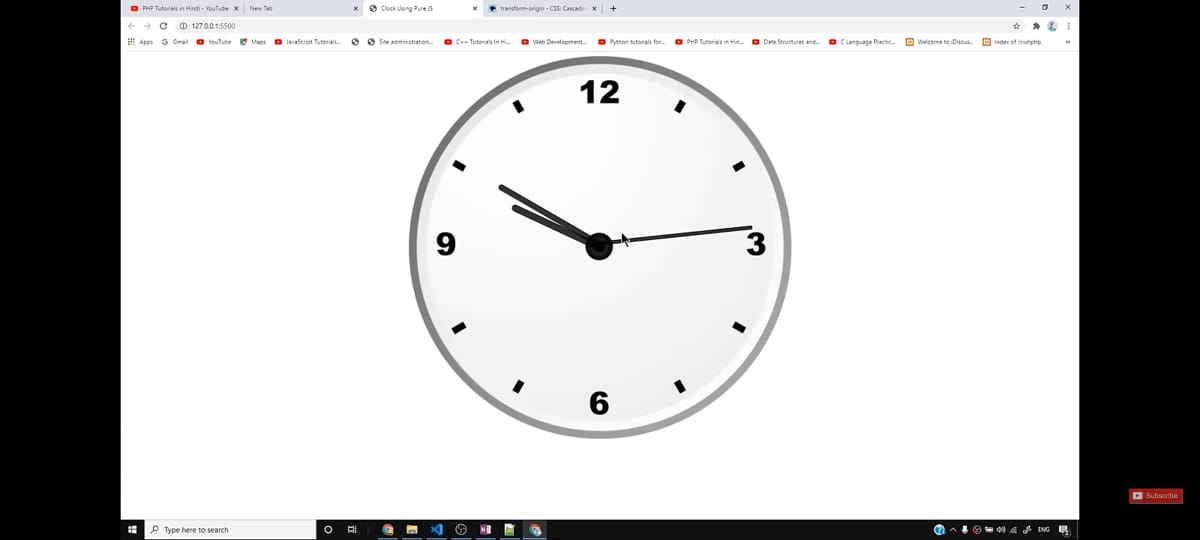 PHP Tutorials in Hindi - YouTube
New Tab
Clock Using Pure JS
transform-origin - CSS: Cascadin
127.0.0.1:5500
Apps
Gmail
YouTube
Maps
JavaScript Tutorials...
Site administration...
C++ Tutorials In Hi...
Web Development...
Python tutorials for...
PHP Tutorials in Hin...
Data Structures and...
C Language Practic...
Welcome to iDiscus...
Index of /cwhphp
12
9
3
6
Subscribe
Type here to search
ENG